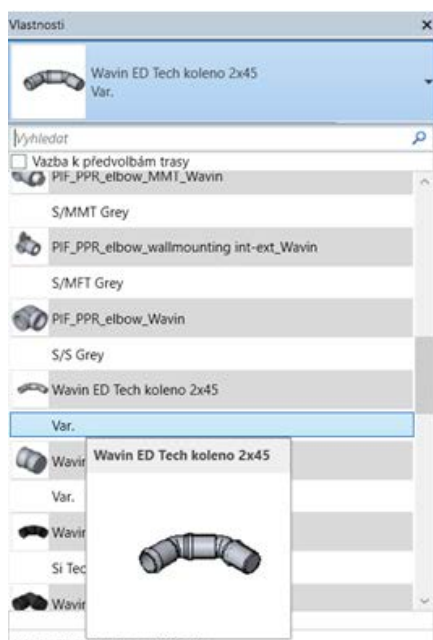 Vlastnosti
Wavin ED Tech koleno 2x45
Var.
Vyhledat
Vazba k předvolbám trasy
PIF_PPR_elbow_MMT_Wavin
S/MMT Grey
PIF_PPR_elbow_wallmounting int-ext_Wavin
S/MFT Grey
PIF_PPR_elbow_Wavin
S/S Grey
Wavin ED Tech koleno 2x45
Var.
Wavin ED Tech koleno 2x45
Var.
Si